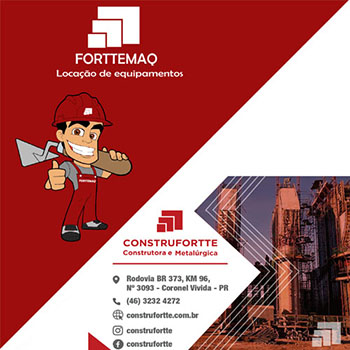 FORTTEMAQ
Locação de equipamentos
CONSTRUFORTTE
Construtora e Metalúrgica
Rodovia BR 373, KM 96,
Nº 3093 - Coronel Vivida - PR
(46) 3232 4272
construfortte.com.br
construfortte
construfortte